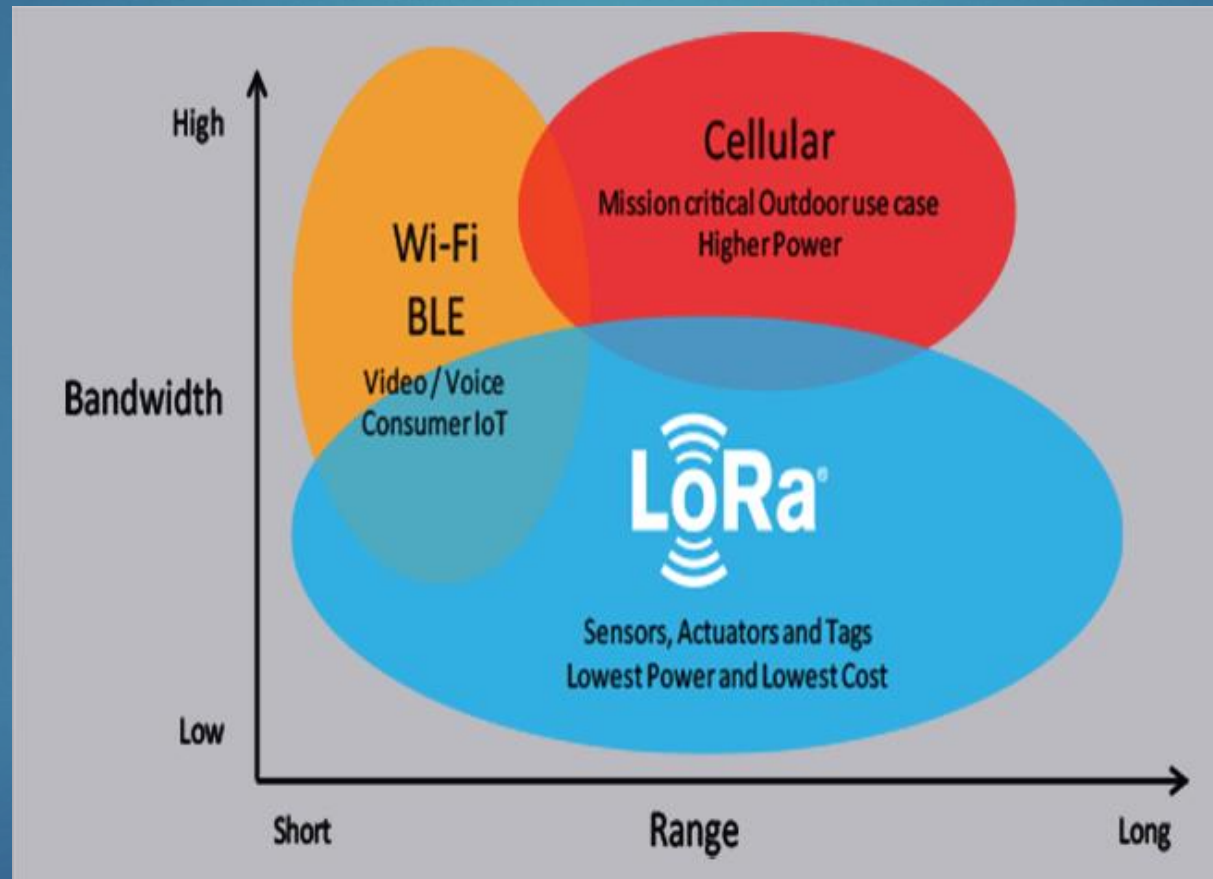 High
Cellular
Mission critical Outdoor use case
Higher Power
Wi-Fi
BLE
Video / Voice
Consumer IoT
Bandwidth
LoRa®
Sensors, Actuators and Tags
Lowest Power and Lowest Cost
Low
Short
Range
Long